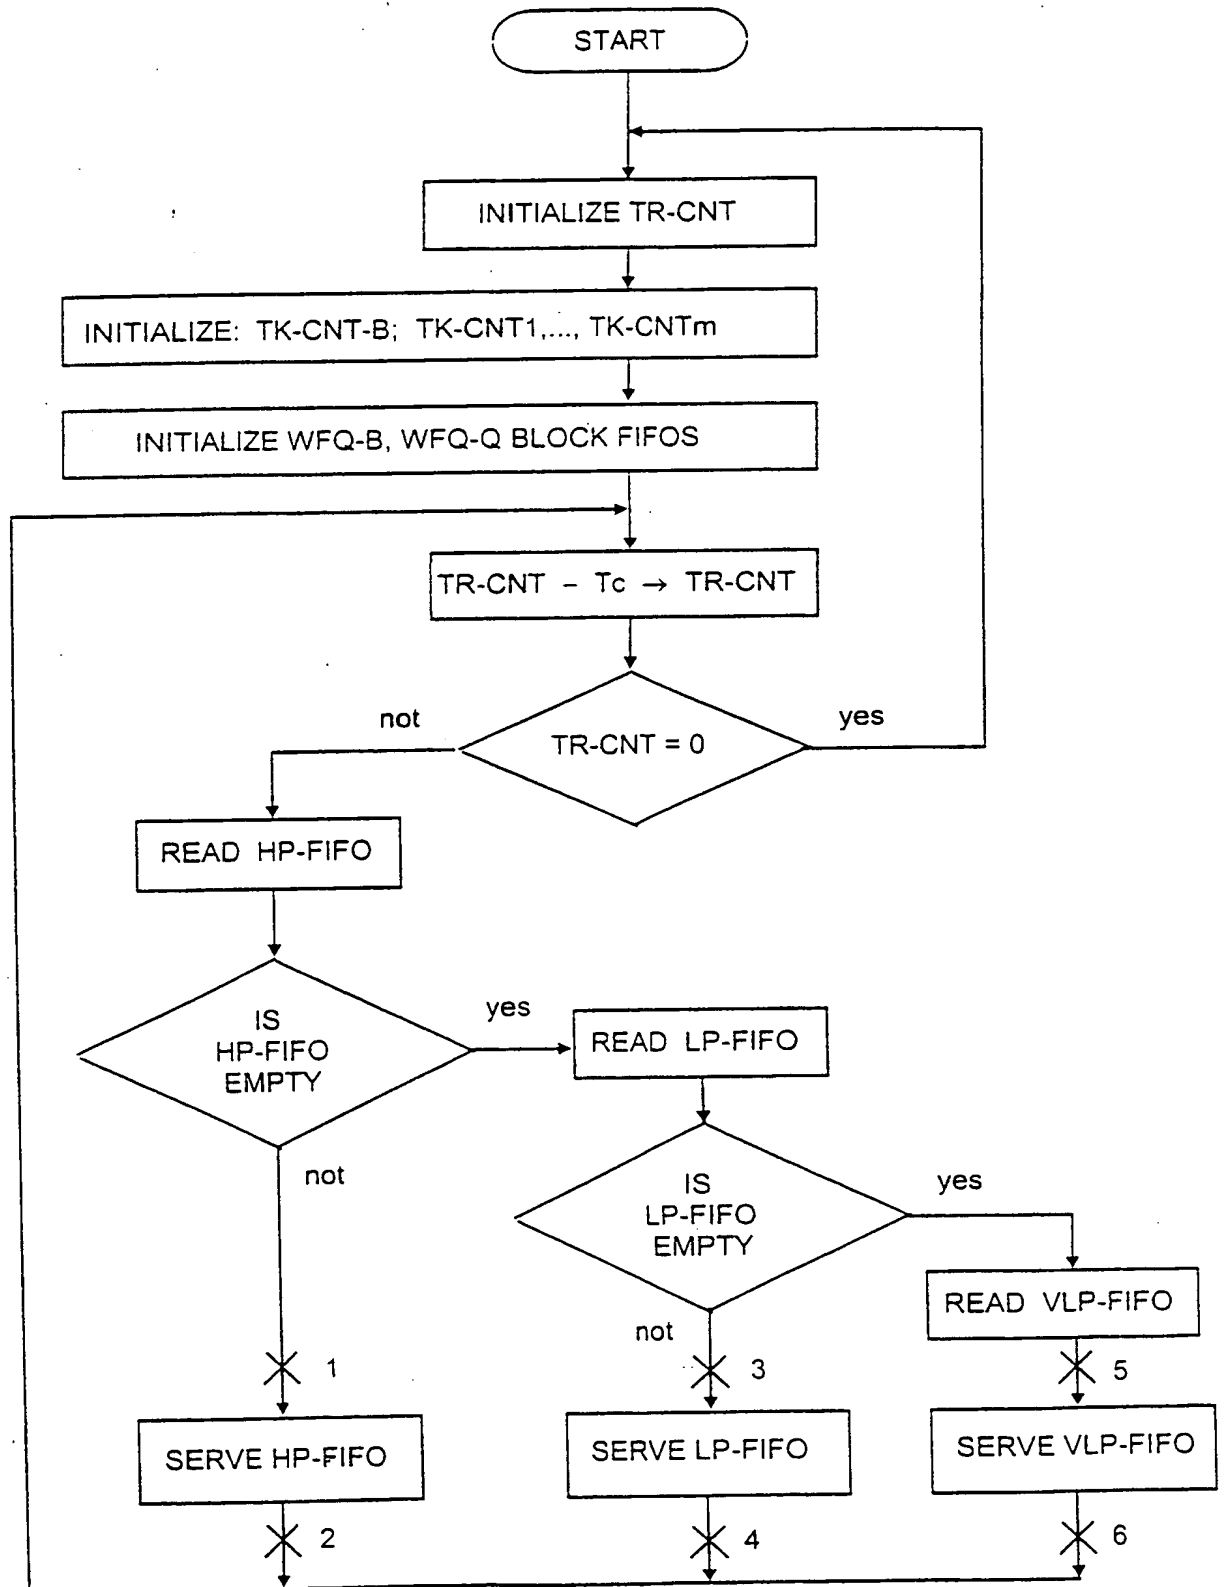 START
INITIALIZE TR-CNT
INITIALIZE: TK-CNT-B; TK-CNT1,..., TK-CNTm
INITIALIZE WFQ-B, WFQ-Q BLOCK FIFOS
TR-CNT – Tc → TR-CNT
not
yes
TR-CNT = 0
READ HP-FIFO
IS
HP-FIFO
EMPTY
yes
READ LP-FIFO
not
IS
LP-FIFO
EMPTY
yes
READ VLP-FIFO
not
1
3
5
SERVE HP-FIFO
SERVE LP-FIFO
SERVE VLP-FIFO
2
4
6